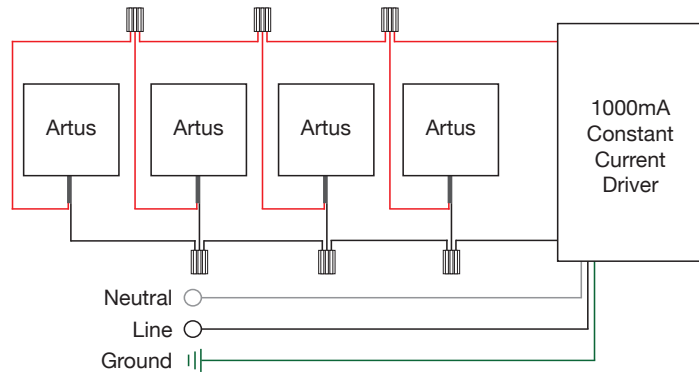 Artus
Artus
Artus
Artus
1000mA
Constant
Current
Driver
Neutral
Line
Ground